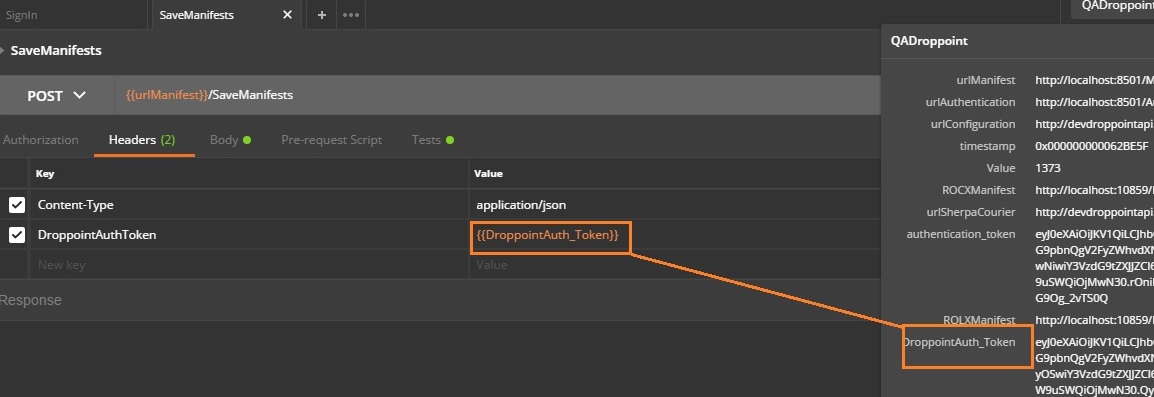 SignIn
SaveManifests
QADroppoint
SaveManifests
POST
{{urlManifest}}/SaveManifests
Authorization
Headers (2)
Body
Pre-request Script
Tests
Key
Value
Content-Type
application/json
DroppointAuthToken
{{DroppointAuth_Token}}
New key
Value
Response
QADroppoint
urlManifest
http://localhost:8501/M
urlAuthentication
http://localhost:8501/A
urlConfiguration
http://devdroppointapi
timestamp
0x000000000062BE5F
Value
1373
ROCXManifest
http://localhost:10859/
urlSherpaCourier
http://devdroppointapi
authentication_token
eyJ0eXAiOiJKV1QiLCJhb
G9pbnQgV2FyZWhvdXN
wNiwiY3VzdG9tZXJJZCI6
9uSWQiOjMwN30.rOni
G9Og_2vTS0Q
ROLXManifest
http://localhost:10859/
DroppointAuth_Token
eyJ0eXAiOiJKV1QiLCJhb
G9pbnQgV2FyZWhvdXN
yOSwiY3VzdG9tZXJJZCI6
W9uSWQiOjMwN30.Qy